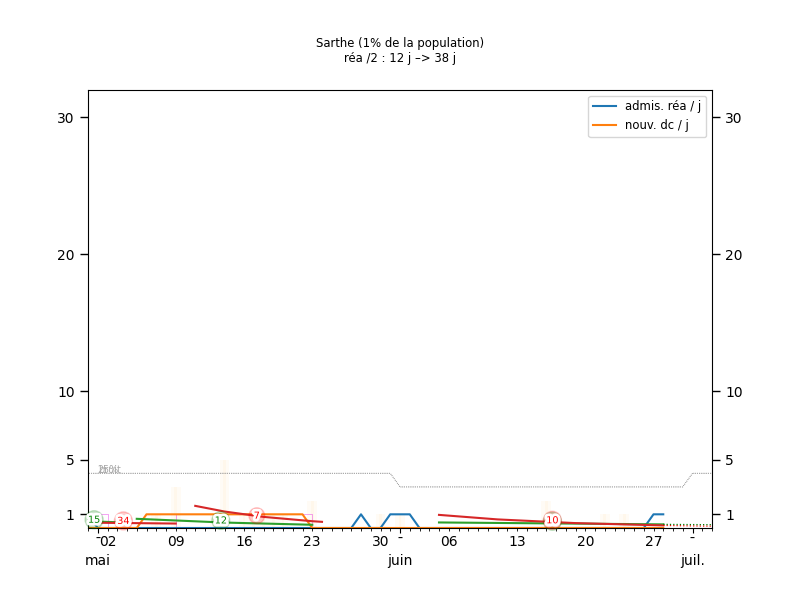 Sarthe (1% de la population)
réa /2 : 12 j –> 38 j
admis. réa / j
nouv. dc / j
30 30
20 20
10 10
5 5
1 1
15 34 12 7 10
02 09 16 23 30 - 06 13 20 27 -
mai juin juil.